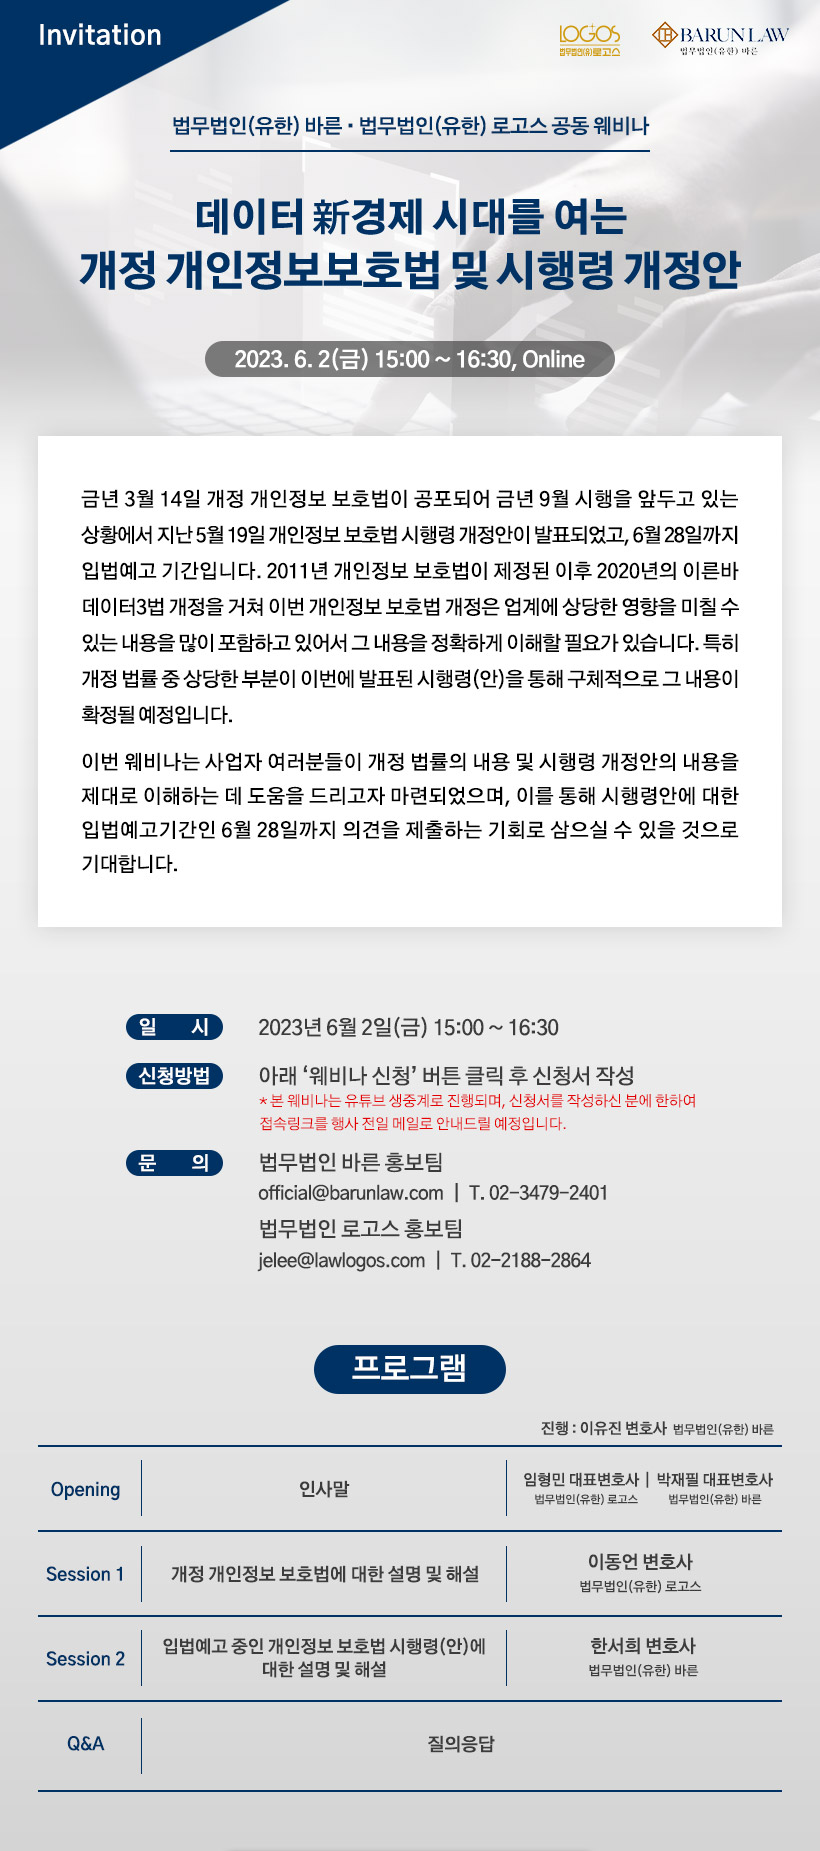 Invitation
LOGOS
법무법인(유)로고스
BARUN LAW
법무법인(유한) 바른
법무법인(유한) 바른 · 법무법인(유한) 로고스 공동 웨비나
데이터 新경제 시대를 여는
개정 개인정보보호법 및 시행령 개정안
2023. 6. 2(금) 15:00 ~ 16:30, Online
금년 3월 14일 개정 개인정보 보호법이 공포되어 금년 9월 시행을 앞두고 있는
상황에서 지난 5월 19일 개인정보 보호법 시행령 개정안이 발표되었고, 6월 28일까지
입법예고 기간입니다. 2011년 개인정보 보호법이 제정된 이후 2020년의 이른바
데이터3법 개정을 거쳐 이번 개인정보 보호법 개정은 업계에 상당한 영향을 미칠 수
있는 내용을 많이 포함하고 있어서 그 내용을 정확하게 이해할 필요가 있습니다. 특히
개정 법률 중 상당한 부분이 이번에 발표된 시행령(안)을 통해 구체적으로 그 내용이
확정될 예정입니다.
이번 웨비나는 사업자 여러분들이 개정 법률의 내용 및 시행령 개정안의 내용을
제대로 이해하는 데 도움을 드리고자 마련되었으며, 이를 통해 시행령안에 대한
입법예고기간인 6월 28일까지 의견을 제출하는 기회로 삼으실 수 있을 것으로
기대합니다.
일 시 2023년 6월 2일(금) 15:00 ~ 16:30
신청방법 아래 ‘웨비나 신청’ 버튼 클릭 후 신청서 작성
* 본 웨비나는 유튜브 생중계로 진행되며, 신청서를 작성하신 분에 한하여
접속링크를 행사 전일 메일로 안내드릴 예정입니다.
문 의 법무법인 바른 홍보팀
official@barunlaw.com | T. 02-3479-2401
법무법인 로고스 홍보팀
jelee@lawlogos.com | T. 02-2188-2864
프로그램
진행 : 이유진 변호사 법무법인(유한) 바른
Opening 인사말 임형민 대표변호사 | 박재필 대표변호사
법무법인(유한) 로고스 법무법인(유한) 바른
Session 1 개정 개인정보 보호법에 대한 설명 및 해설 이동언 변호사
법무법인(유한) 로고스
Session 2 입법예고 중인 개인정보 보호법 시행령(안)에 한서희 변호사
대한 설명 및 해설 법무법인(유한) 바른
Q&A 질의응답